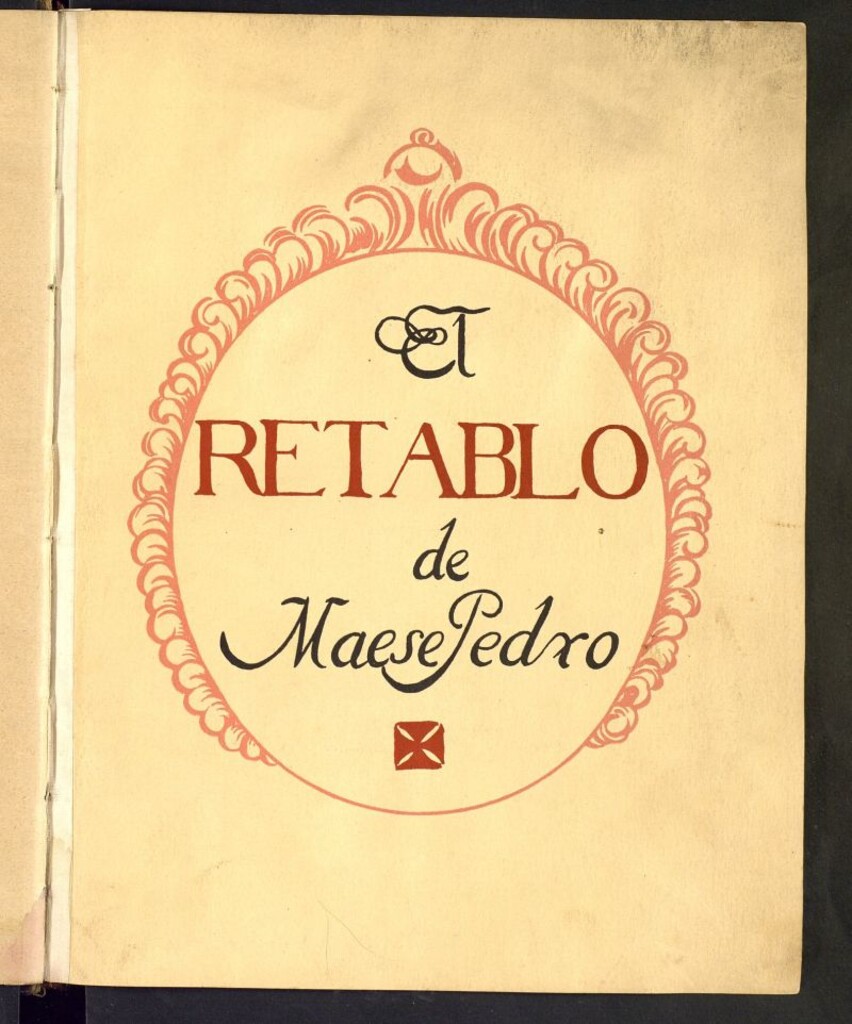 El
RETABLO
de
Maese Pedro